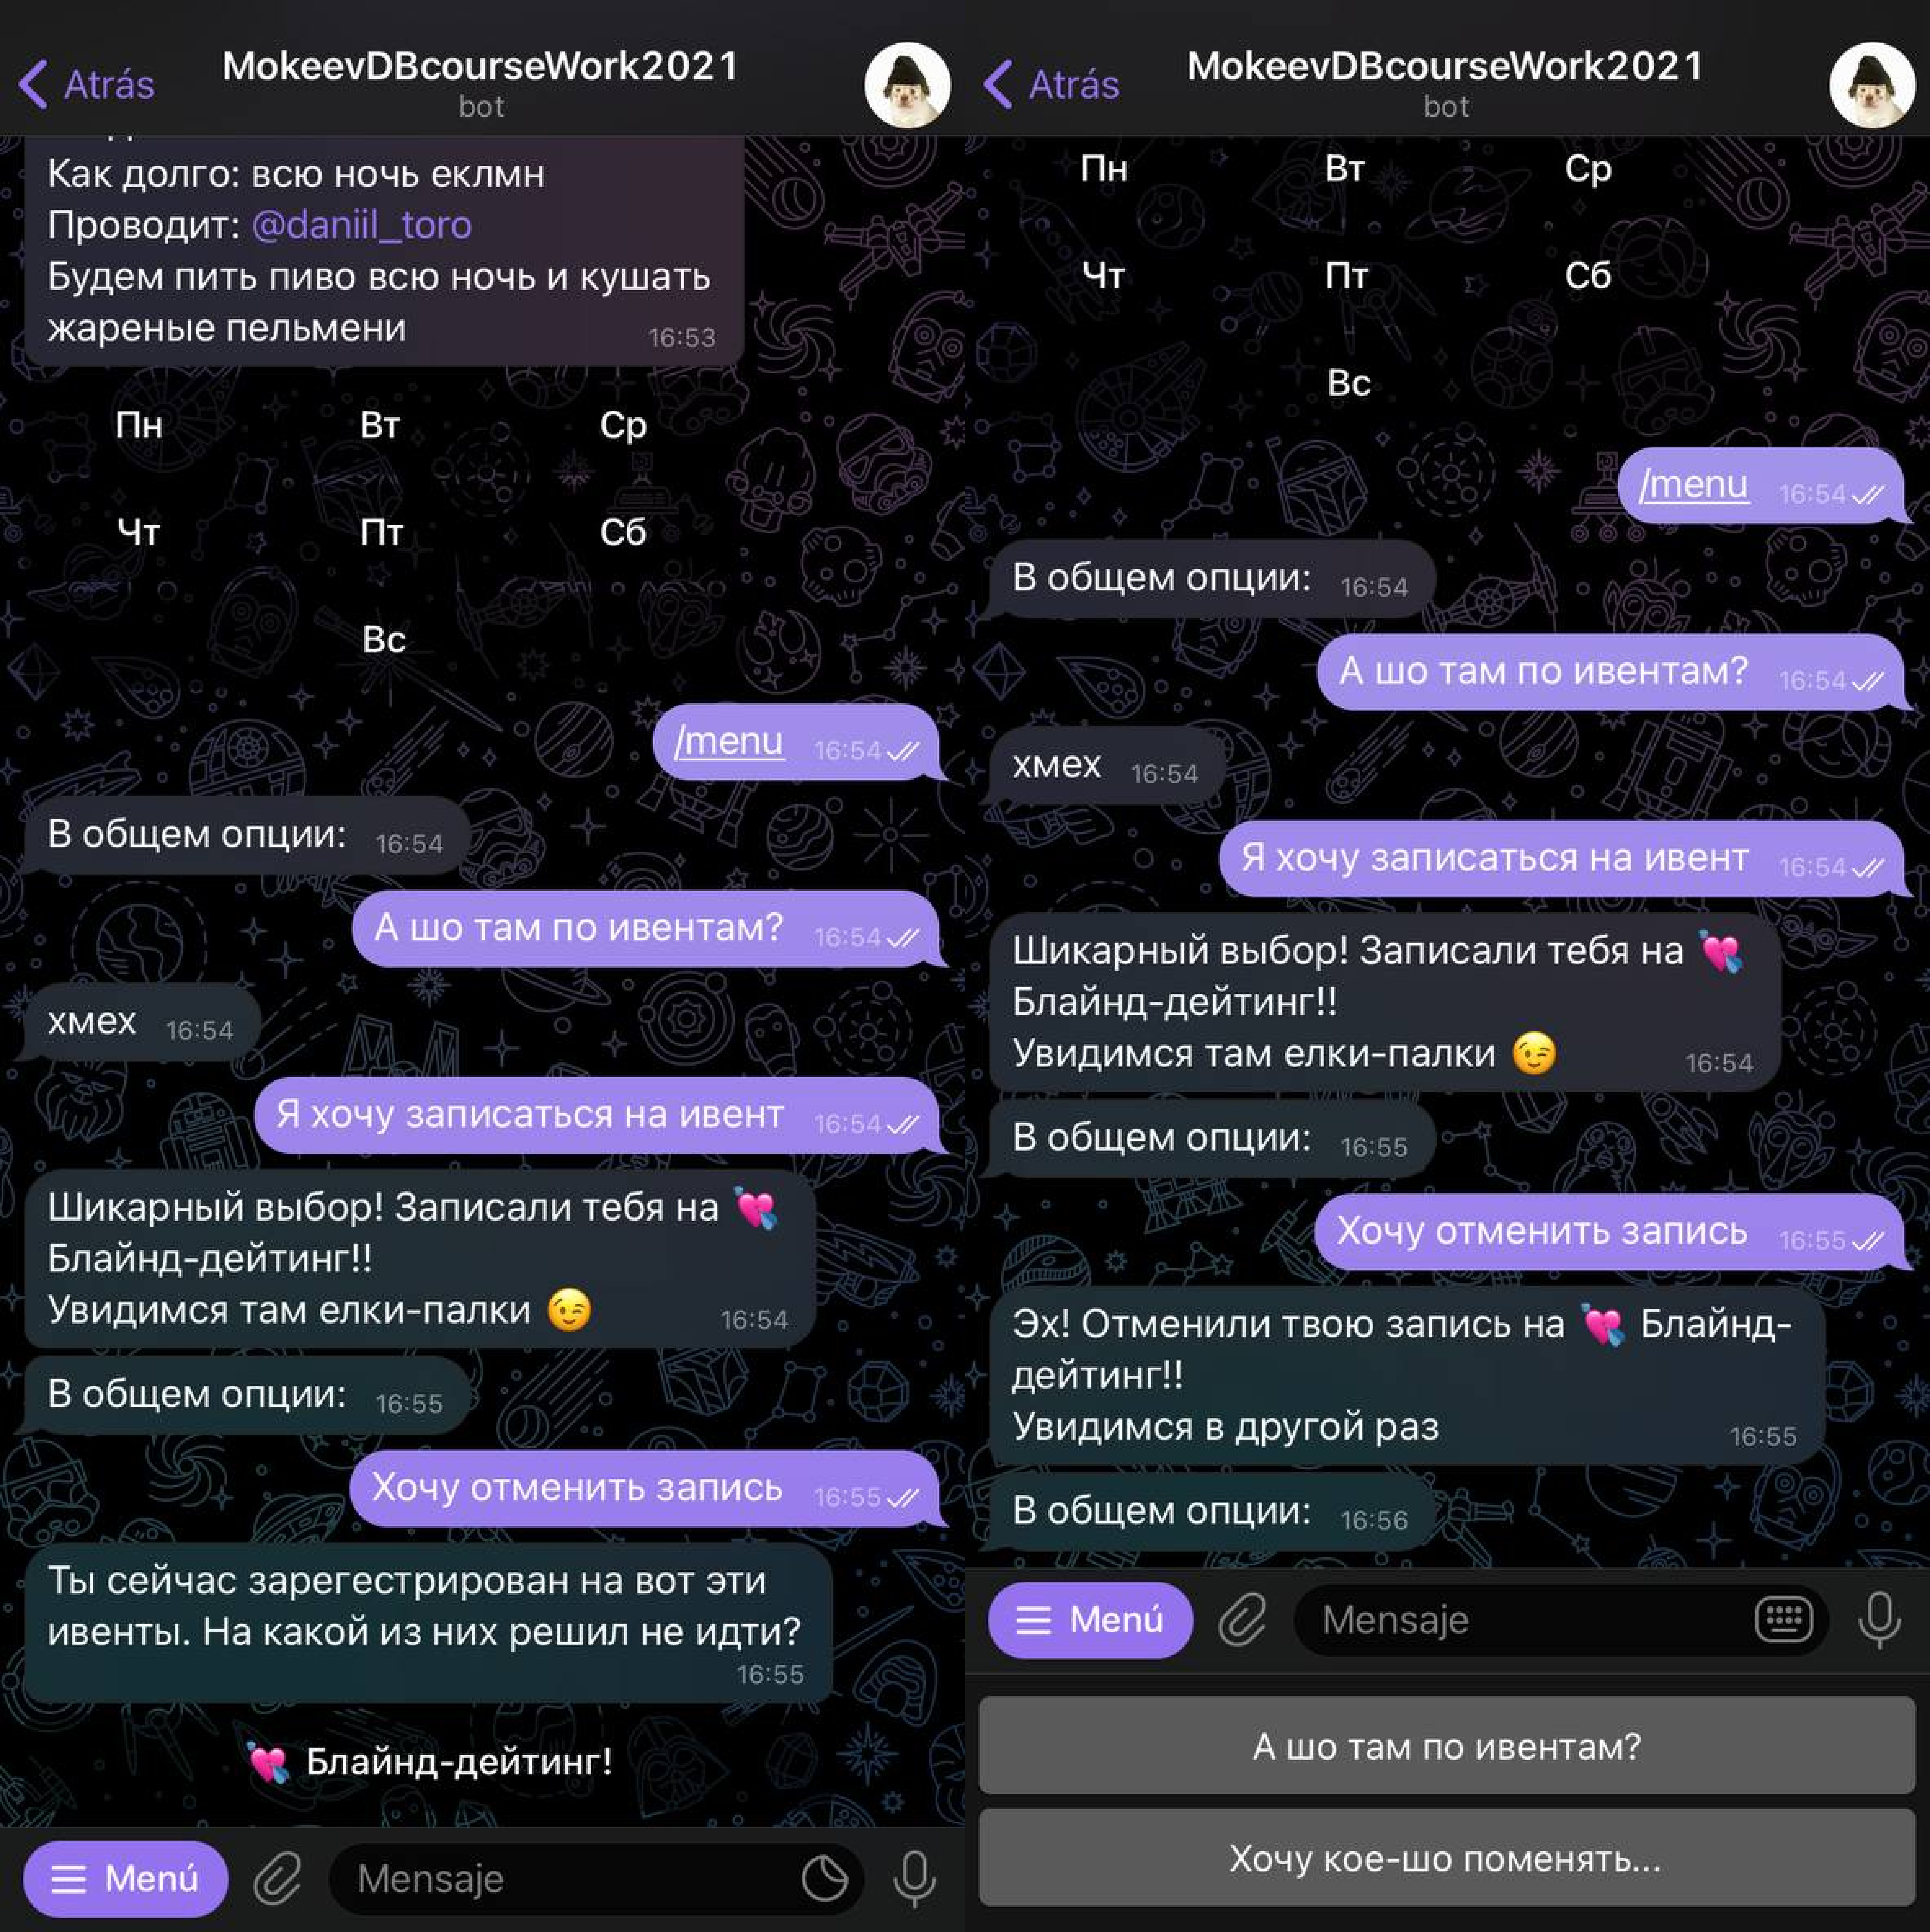 Atrás
MokeevDBcourseWork2021
bot
Как долго: всю ночь еклмн
Проводит: @daniil_toro
Будем пить пиво всю ночь и кушать
жареные пельмени 16:53
Пн Вт Ср
Чт Пт Сб
Вс
/menu 16:54
В общем опции: 16:54
А шо там по ивентам? 16:54
хмех 16:54
Я хочу записаться на ивент 16:54
Шикарный выбор! Записали тебя на 💘
Блайнд-дейтинг!!
Увидимся там елки-палки 😉 16:54
В общем опции: 16:55
Хочу отменить запись 16:55
Ты сейчас зарегестрирован на вот эти
ивенты. На какой из них решил не идти?
16:55
💘 Блайнд-дейтинг!
Menú Mensaje
Atrás
MokeevDBcourseWork2021
bot
Пн Вт Ср
Чт Пт Сб
Вс
/menu 16:54
В общем опции: 16:54
А шо там по ивентам? 16:54
хмех 16:54
Я хочу записаться на ивент 16:54
Шикарный выбор! Записали тебя на 💘
Блайнд-дейтинг!!
Увидимся там елки-палки 😉 16:54
В общем опции: 16:55
Хочу отменить запись 16:55
Эх! Отменили твою запись на 💘 Блайнд-
дейтинг!!
Увидимся в другой раз 16:55
В общем опции: 16:56
Menú Mensaje
А шо там по ивентам?
Хочу кое-шо поменять...